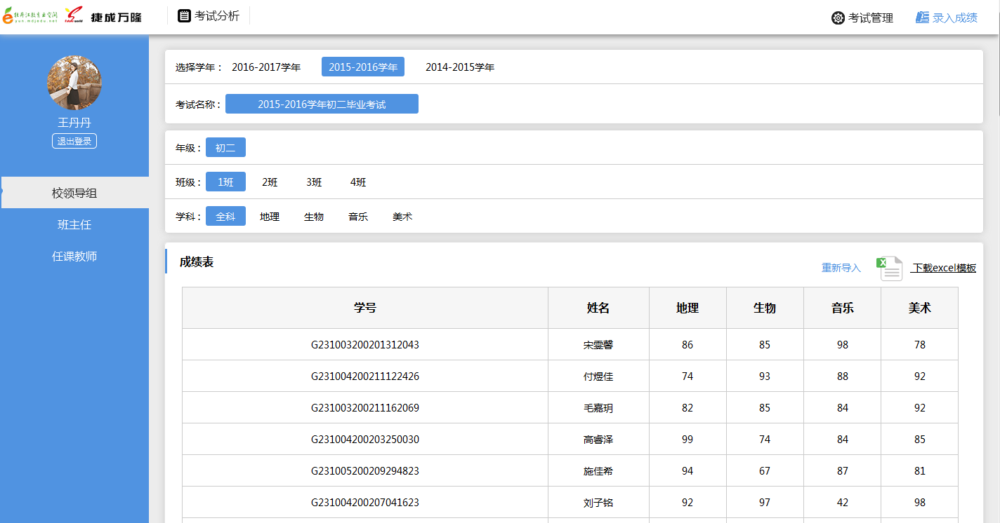 牡丹江教育云空间
yun.mdjedu.net
捷成万隆
考试分析
考试管理
录入成绩
王丹丹
退出登录
校领导组
班主任
任课教师
选择学年： 2016-2017学年 2015-2016学年 2014-2015学年
考试名称： 2015-2016学年初二毕业考试
年级： 初二
班级： 1班 2班 3班 4班
学科： 全科 地理 生物 音乐 美术
成绩表
重新导入 下载excel模板
学号 姓名 地理 生物 音乐 美术
G231003200201312043 宋雯馨 86 85 98 78
G231004200211122426 付煜佳 74 93 88 92
G231003200211162069 毛嘉玥 82 85 84 92
G231004200203250030 高睿泽 99 74 84 85
G231005200209294823 施佳希 94 67 87 81
G231004200207041623 刘子铭 92 97 42 98